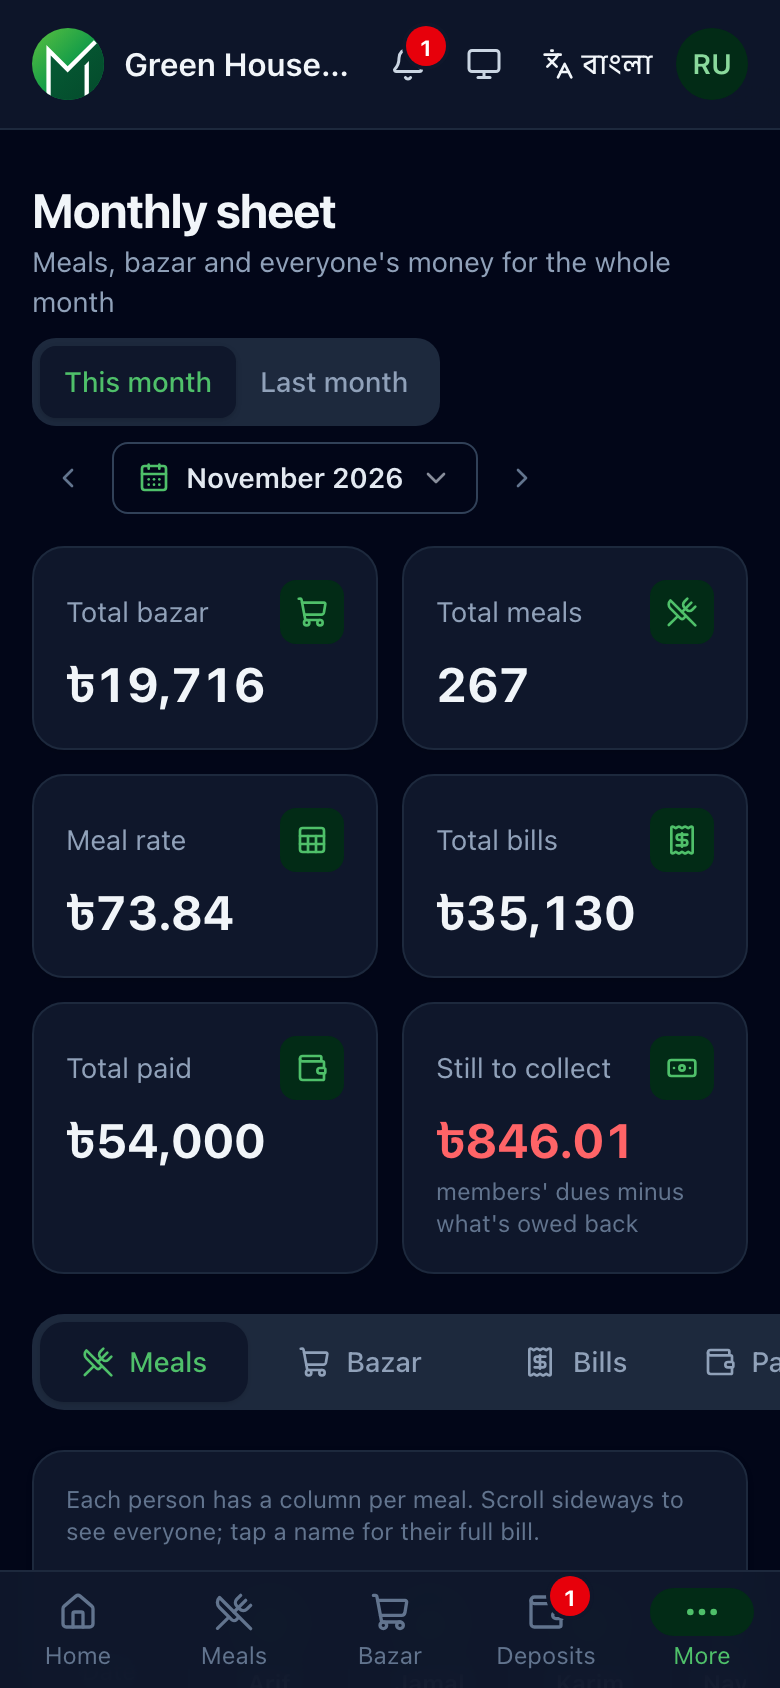 Green House...
1
বাংলা
RU
Monthly sheet
Meals, bazar and everyone's money for the whole
month
This month
Last month
November 2026
Total bazar
৳19,716
Total meals
267
Meal rate
৳73.84
Total bills
৳35,130
Total paid
৳54,000
Still to collect
৳846.01
members' dues minus
what's owed back
Meals
Bazar
Bills
Pa
Each person has a column per meal. Scroll sideways to
see everyone; tap a name for their full bill.
Home
Meals
Bazar
1
Deposits
More